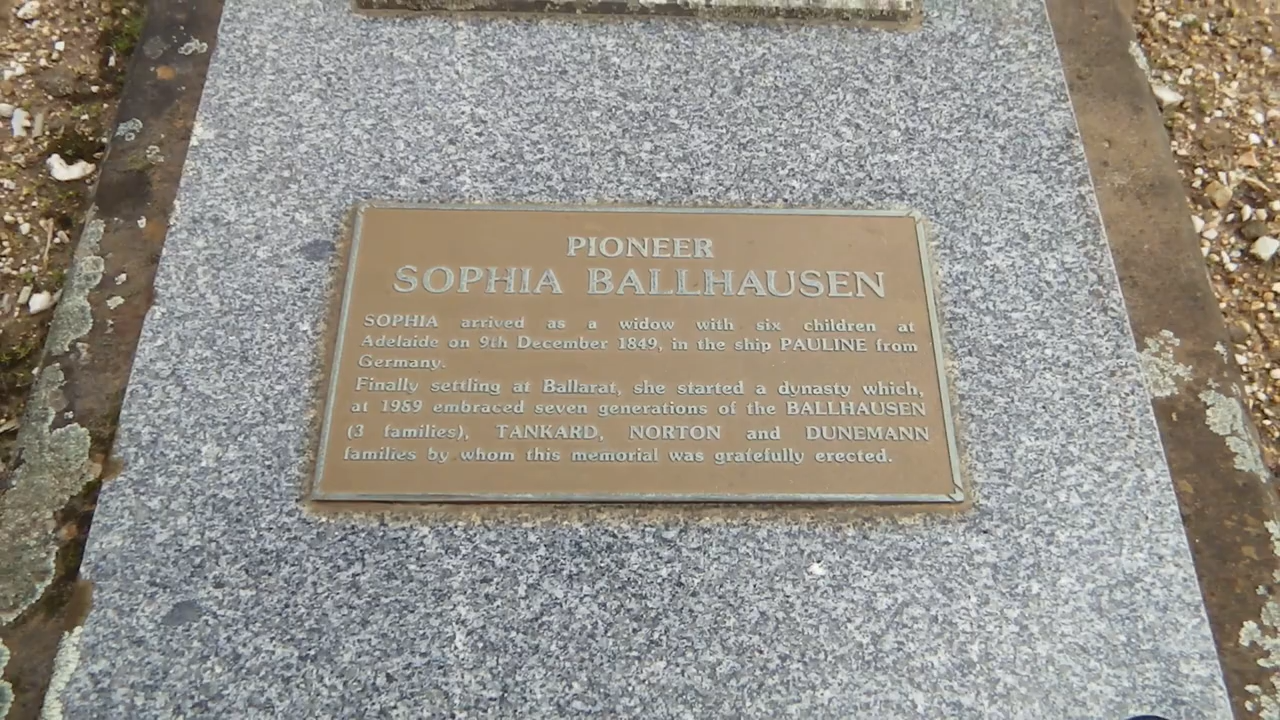 PIONEER
SOPHIA BALLHAUSEN
SOPHIA arrived as a widow with six children at
Adelaide on 9th December 1849, in the ship PAULINE from
Germany.
Finally settling at Ballarat, she started a dynasty which,
at 1989 embraced seven generations of the BALLHAUSEN
(3 families), TANKARD, NORTON and DUNEMANN
families by whom this memorial was gratefully erected.